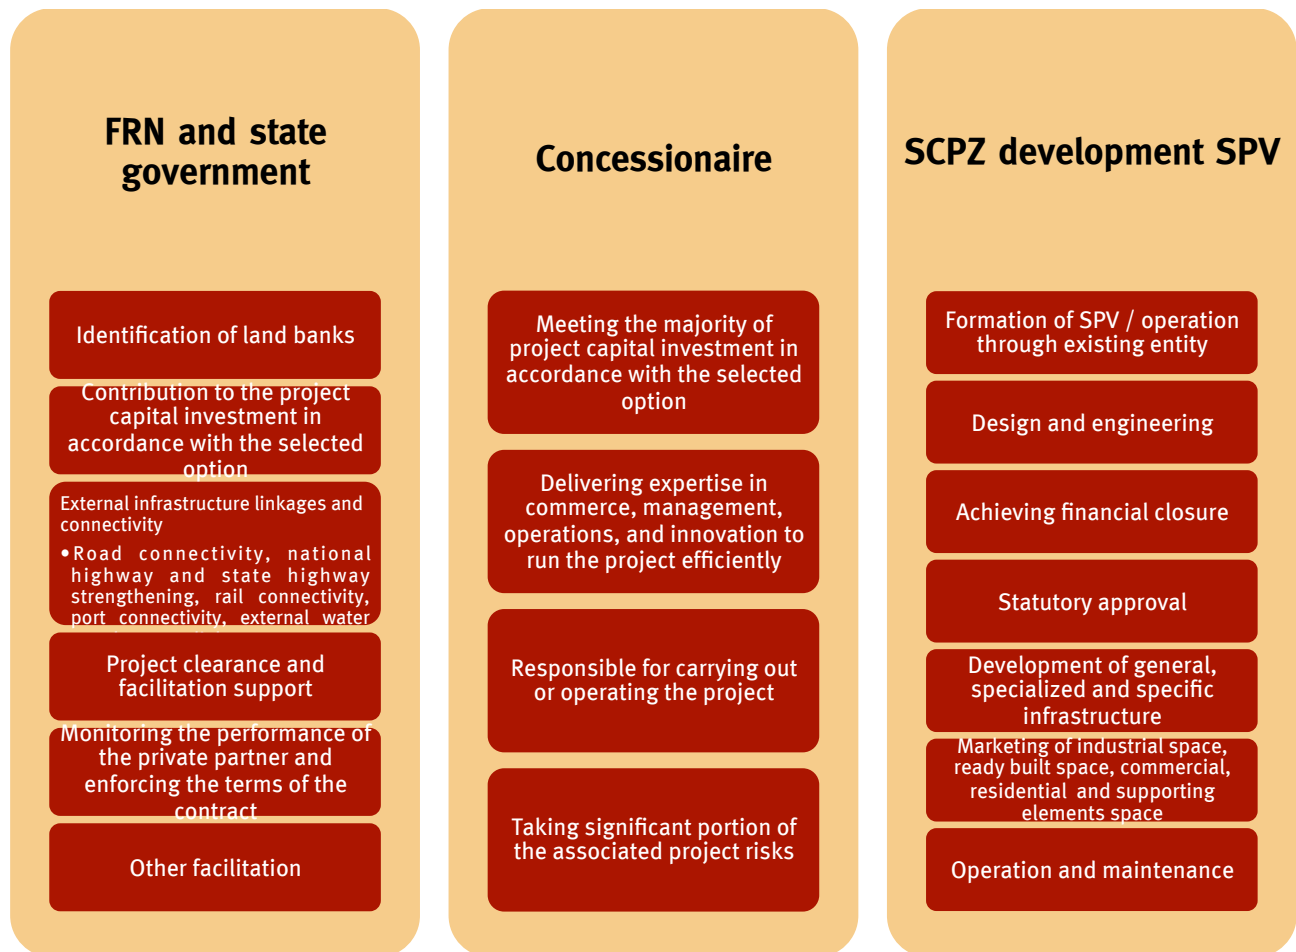 FRN and state
government
Identification of land banks
Contribution to the project
capital investment in
accordance with the selected
option
External infrastructure linkages and
connectivity
•Road connectivity, national
highway and state highway
strengthening, rail connectivity,
port connectivity, external water
Project clearance and
facilitation support
Monitoring the performance of
the private partner and
enforcing the terms of the
contract
Other facilitation
Concessionaire
Meeting the majority of
project capital investment in
accordance with the selected
option
Delivering expertise in
commerce, management,
operations, and innovation to
run the project efficiently
Responsible for carrying out
or operating the project
Taking significant portion of
the associated project risks
SCPZ development SPV
Formation of SPV / operation
through existing entity
Design and engineering
Achieving financial closure
Statutory approval
Development of general,
specialized and specific
infrastructure
Marketing of industrial space,
ready built space, commercial,
residential and supporting
elements space
Operation and maintenance